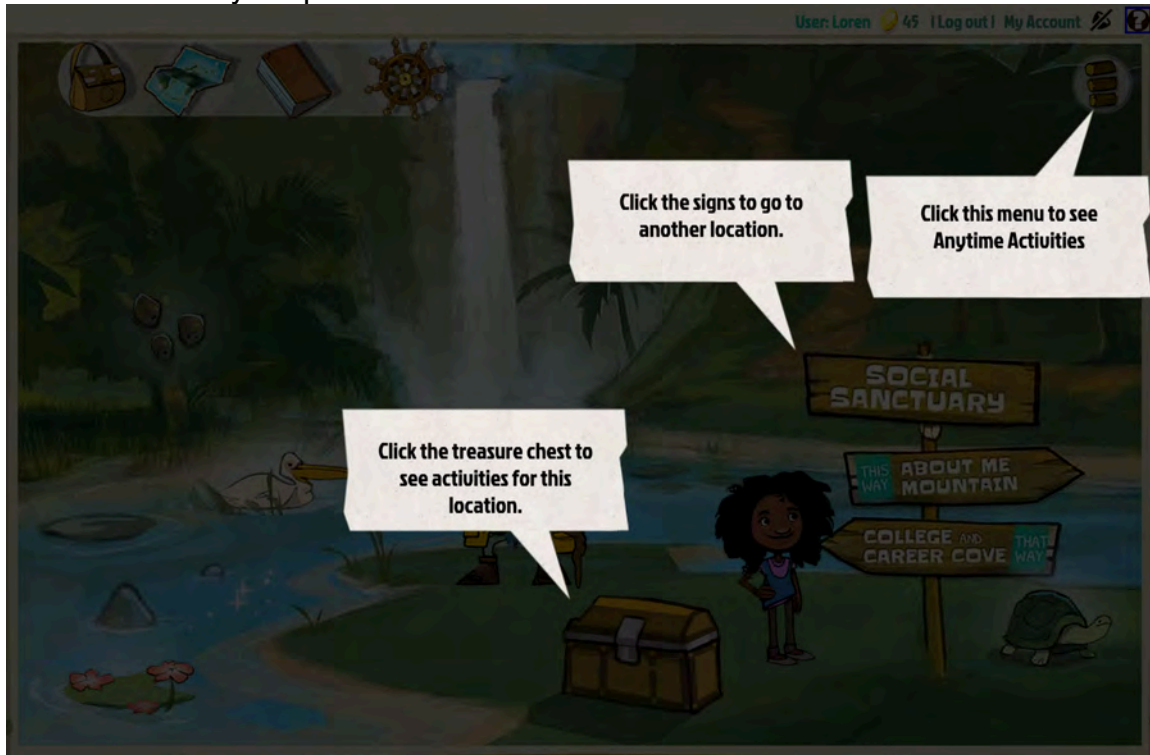 User: Loren 45 | Log out | My Account
Click the signs to go to
another location.
Click this menu to see
Anytime Activities
SOCIAL
SANCTUARY
THIS
WAY
ABOUT ME
MOUNTAIN
Click the treasure chest to
see activities for this
location.
COLLEGE AND
CAREER COVE
THAT
WAY